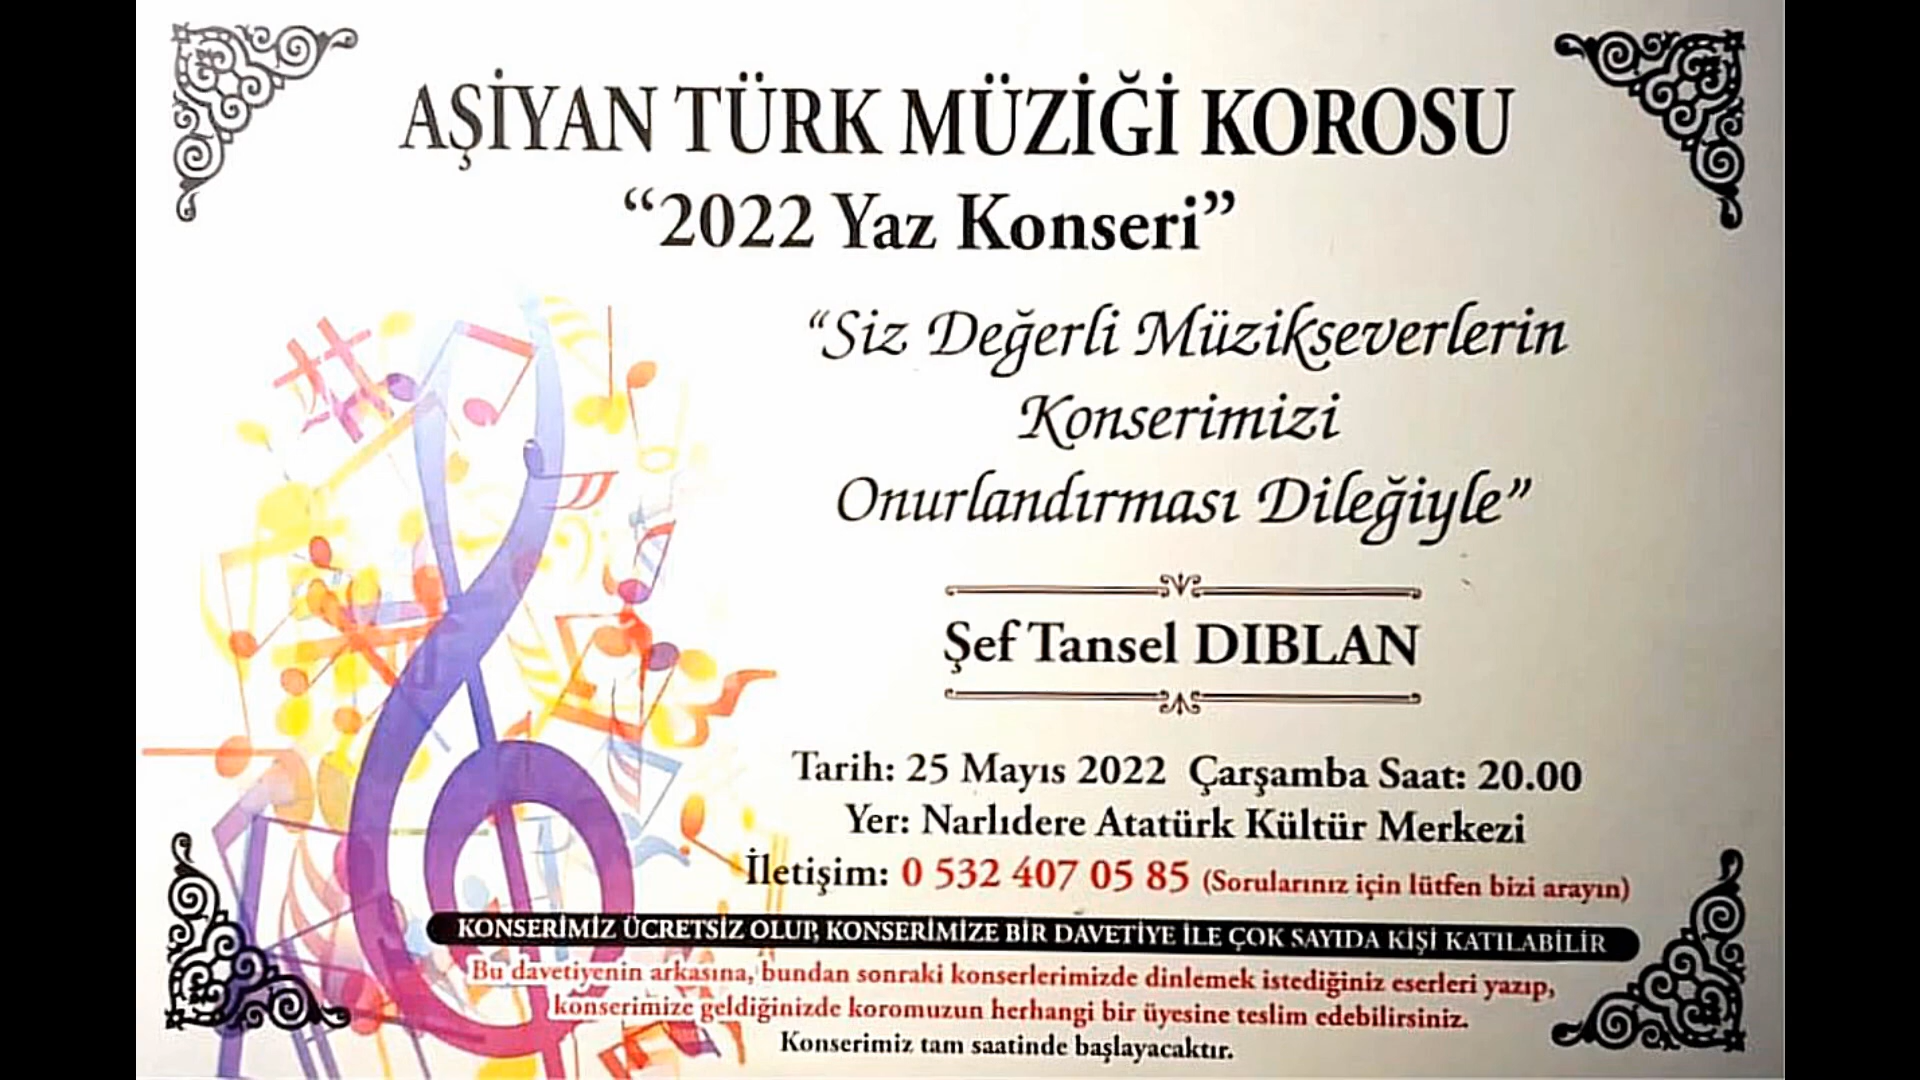 AŞİYAN TÜRK MÜZİĞİ KOROSU
“2022 Yaz Konseri”
“Siz Değerli Müzikseverlerin
Konserimizi
Onurlandırması Dileğiyle”
Şef Tansel DIBLAN
Tarih: 25 Mayıs 2022 Çarşamba Saat: 20.00
Yer: Narlıdere Atatürk Kültür Merkezi
İletişim: 0 532 407 05 85 (Sorularınız için lütfen bizi arayın)
KONSERİMİZ ÜCRETSİZ OLUP, KONSERİMİZE BİR DAVETİYE İLE ÇOK SAYIDA KİŞİ KATILABİLİR
Bu davetiyenin arkasına, bundan sonraki konserlerimizde dinlemek istediğiniz eserleri yazıp,
konserimize geldiğinizde koromuzun herhangi bir üyesine teslim edebilirsiniz.
Konserimiz tam saatinde başlayacaktır.